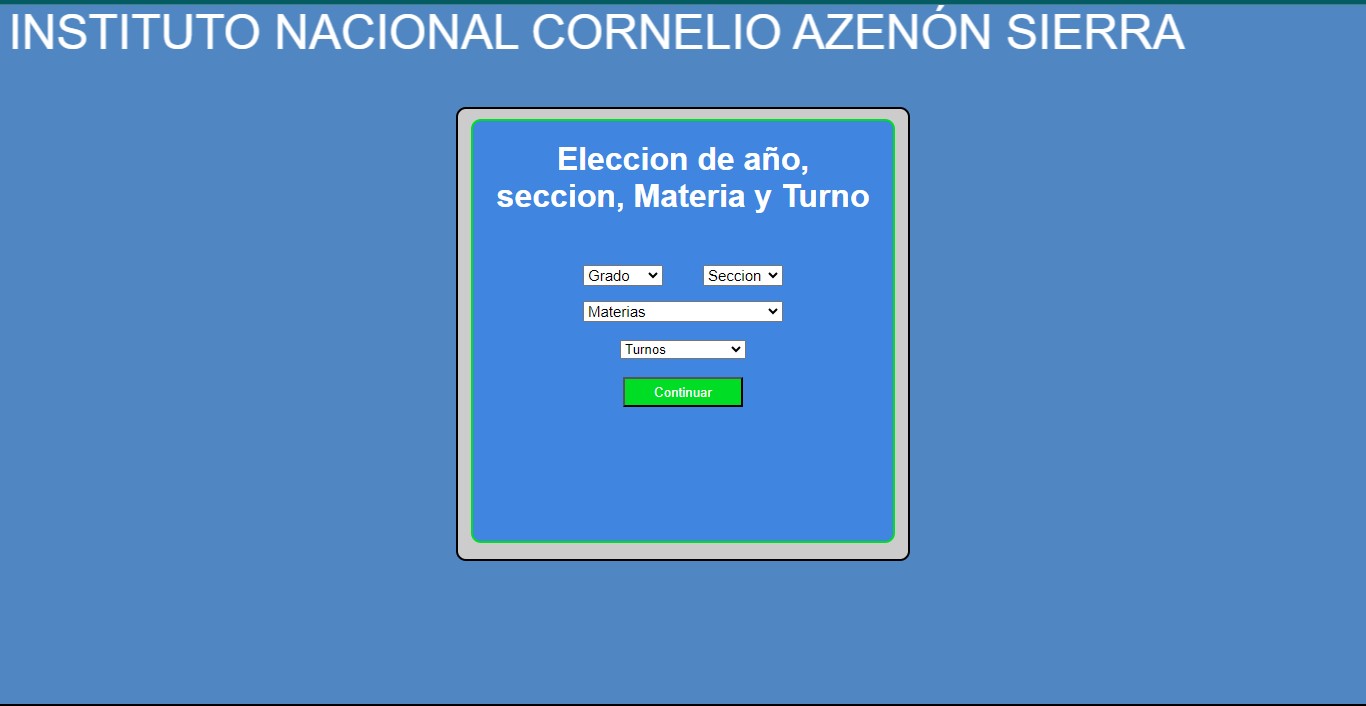 INSTITUTO NACIONAL CORNELIO AZENÓN SIERRA
Eleccion de año,
seccion, Materia y Turno
Grado Seccion
Materias
Turnos
Continuar